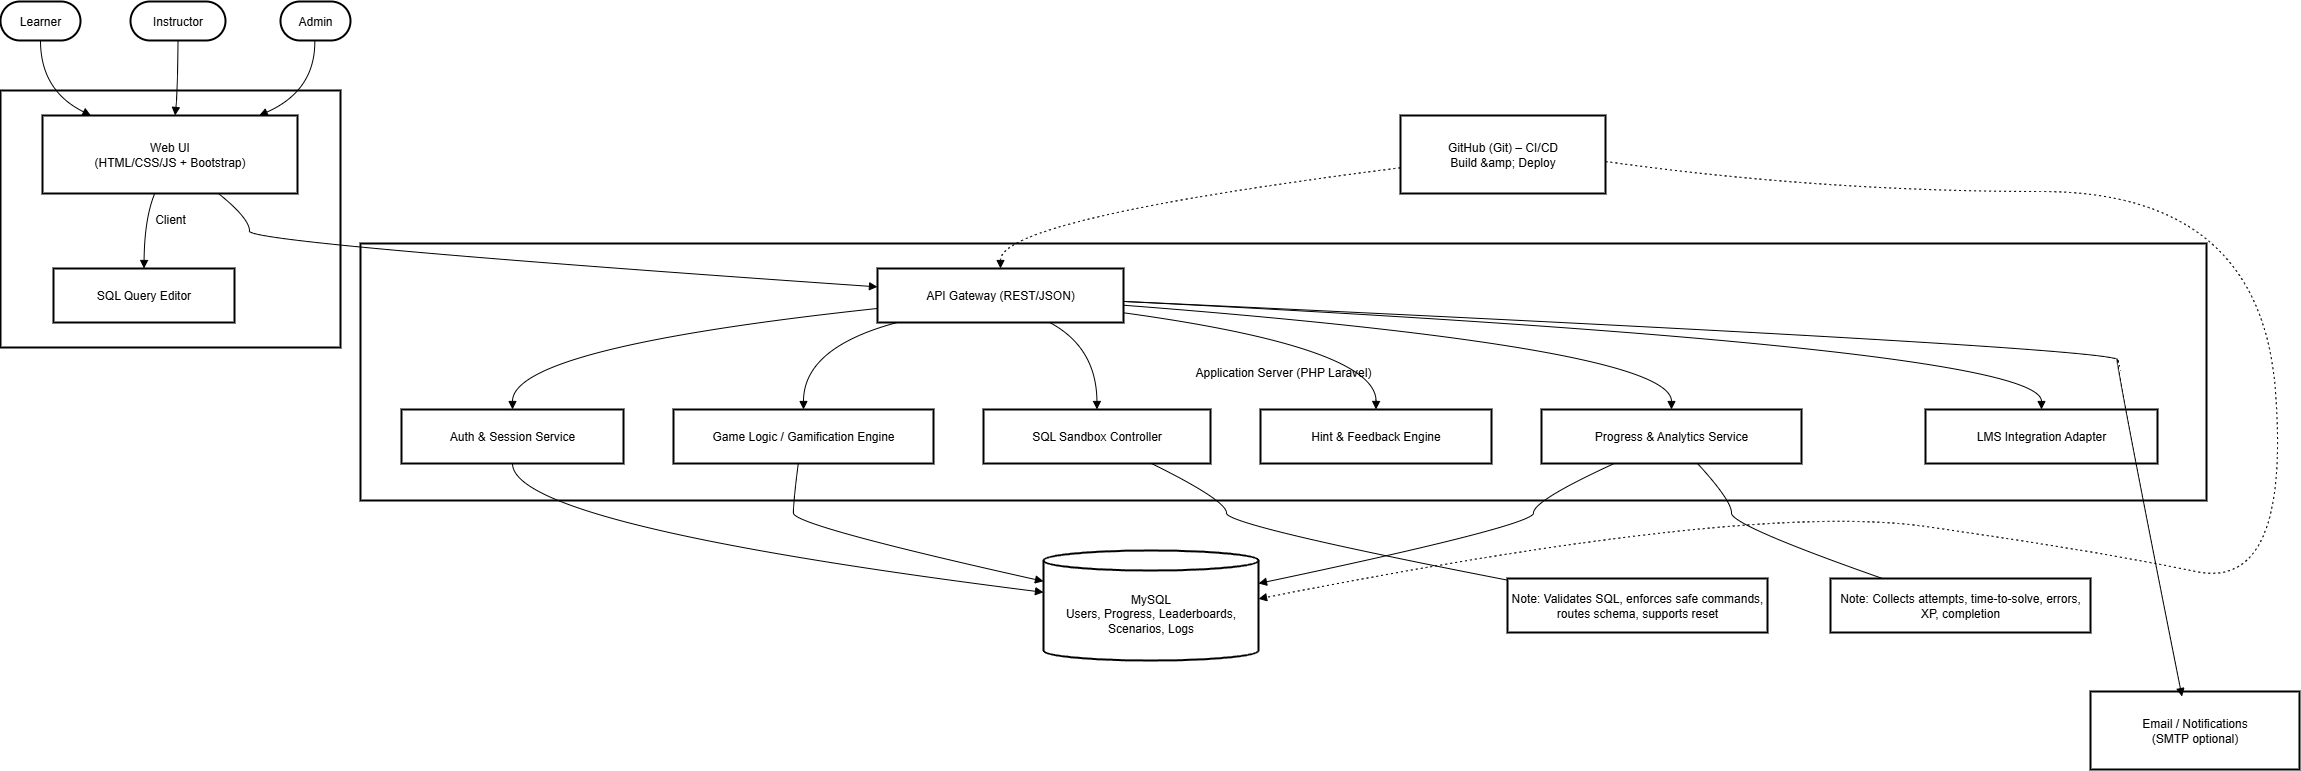 Learner
Instructor
Admin
Web UI
(HTML/CSS/JS + Bootstrap)
GitHub (Git) – CI/CD
Build &amp; Deploy
Client
SQL Query Editor
API Gateway (REST/JSON)
Application Server (PHP Laravel)
Auth & Session Service
Game Logic / Gamification Engine
SQL Sandbox Controller
Hint & Feedback Engine
Progress & Analytics Service
LMS Integration Adapter
MySQL
Users, Progress, Leaderboards,
Scenarios, Logs
Note: Validates SQL, enforces safe commands,
routes schema, supports reset
Note: Collects attempts, time-to-solve, errors,
XP, completion
Email / Notifications
(SMTP optional)